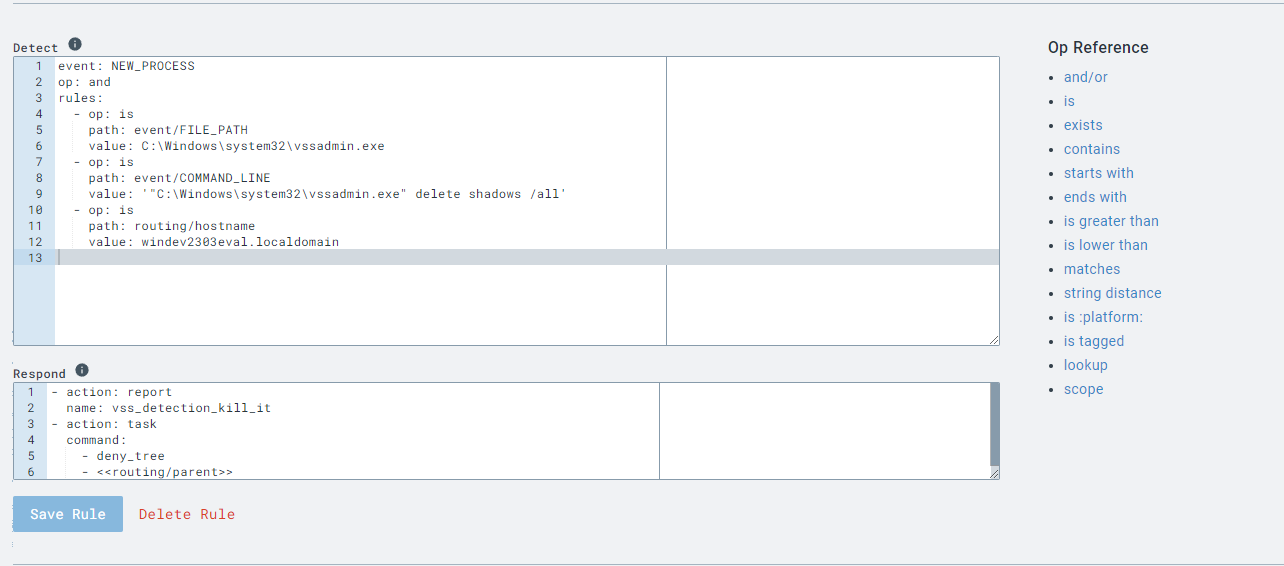 Detect
1 event: NEW_PROCESS
2 op: and
3 rules:
4   - op: is
5     path: event/FILE_PATH
6     value: C:\Windows\system32\vssadmin.exe
7   - op: is
8     path: event/COMMAND_LINE
9     value: '"C:\Windows\system32\vssadmin.exe" delete shadows /all'
10   - op: is
11     path: routing/hostname
12     value: windev2303eval.localdomain
13
Respond
1 - action: report
2   name: vss_detection_kill_it
3 - action: task
4   command:
5     - deny_tree
6     - <<routing/parent>>
Save Rule Delete Rule
Op Reference
• and/or
• is
• exists
• contains
• starts with
• ends with
• is greater than
• is lower than
• matches
• string distance
• is :platform:
• is tagged
• lookup
• scope